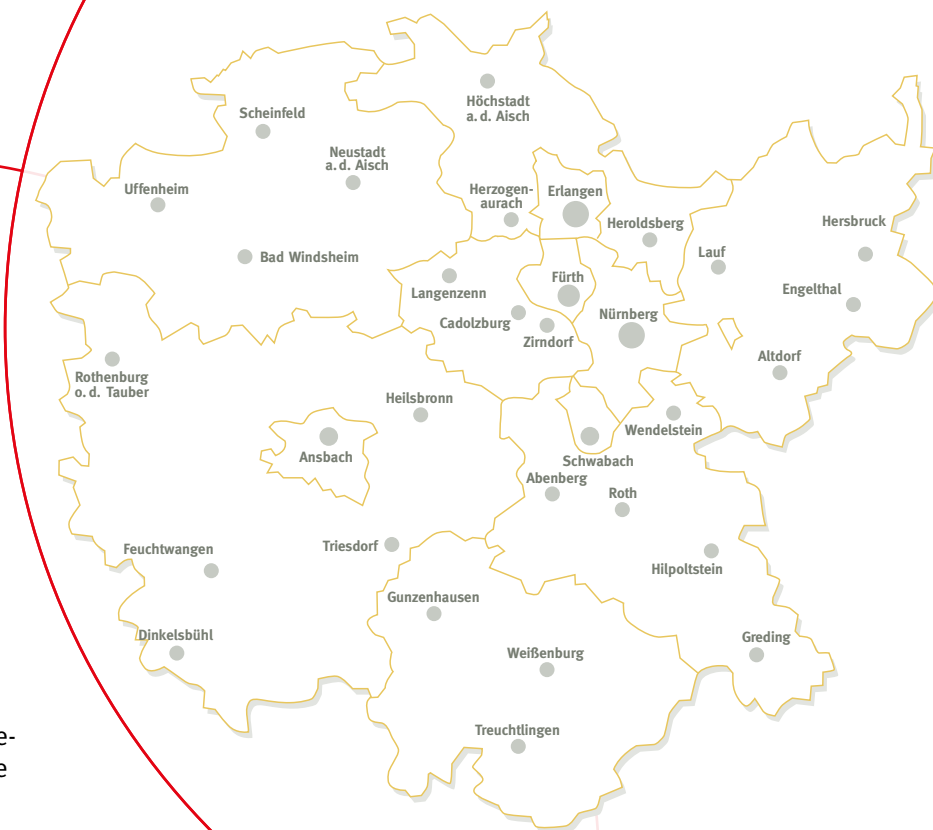 Höchstadt
a. d. Aisch
Scheinfeld
Neustadt
a. d. Aisch
Uffenheim
Herzogen-
aurach
Erlangen
Heroldsberg
Hersbruck
Lauf
Bad Windsheim
Fürth
Langenzenn
Engelthal
Nürnberg
Cadolzburg
Zirndorf
Altdorf
Rothenburg
o. d. Tauber
Heilsbronn
Wendelstein
Ansbach
Schwabach
Abenberg
Roth
Feuchtwangen
Triesdorf
Hilpoltstein
Gunzenhausen
Dinkelsbühl
Greding
Weißenburg
Treuchtlingen
e-
e